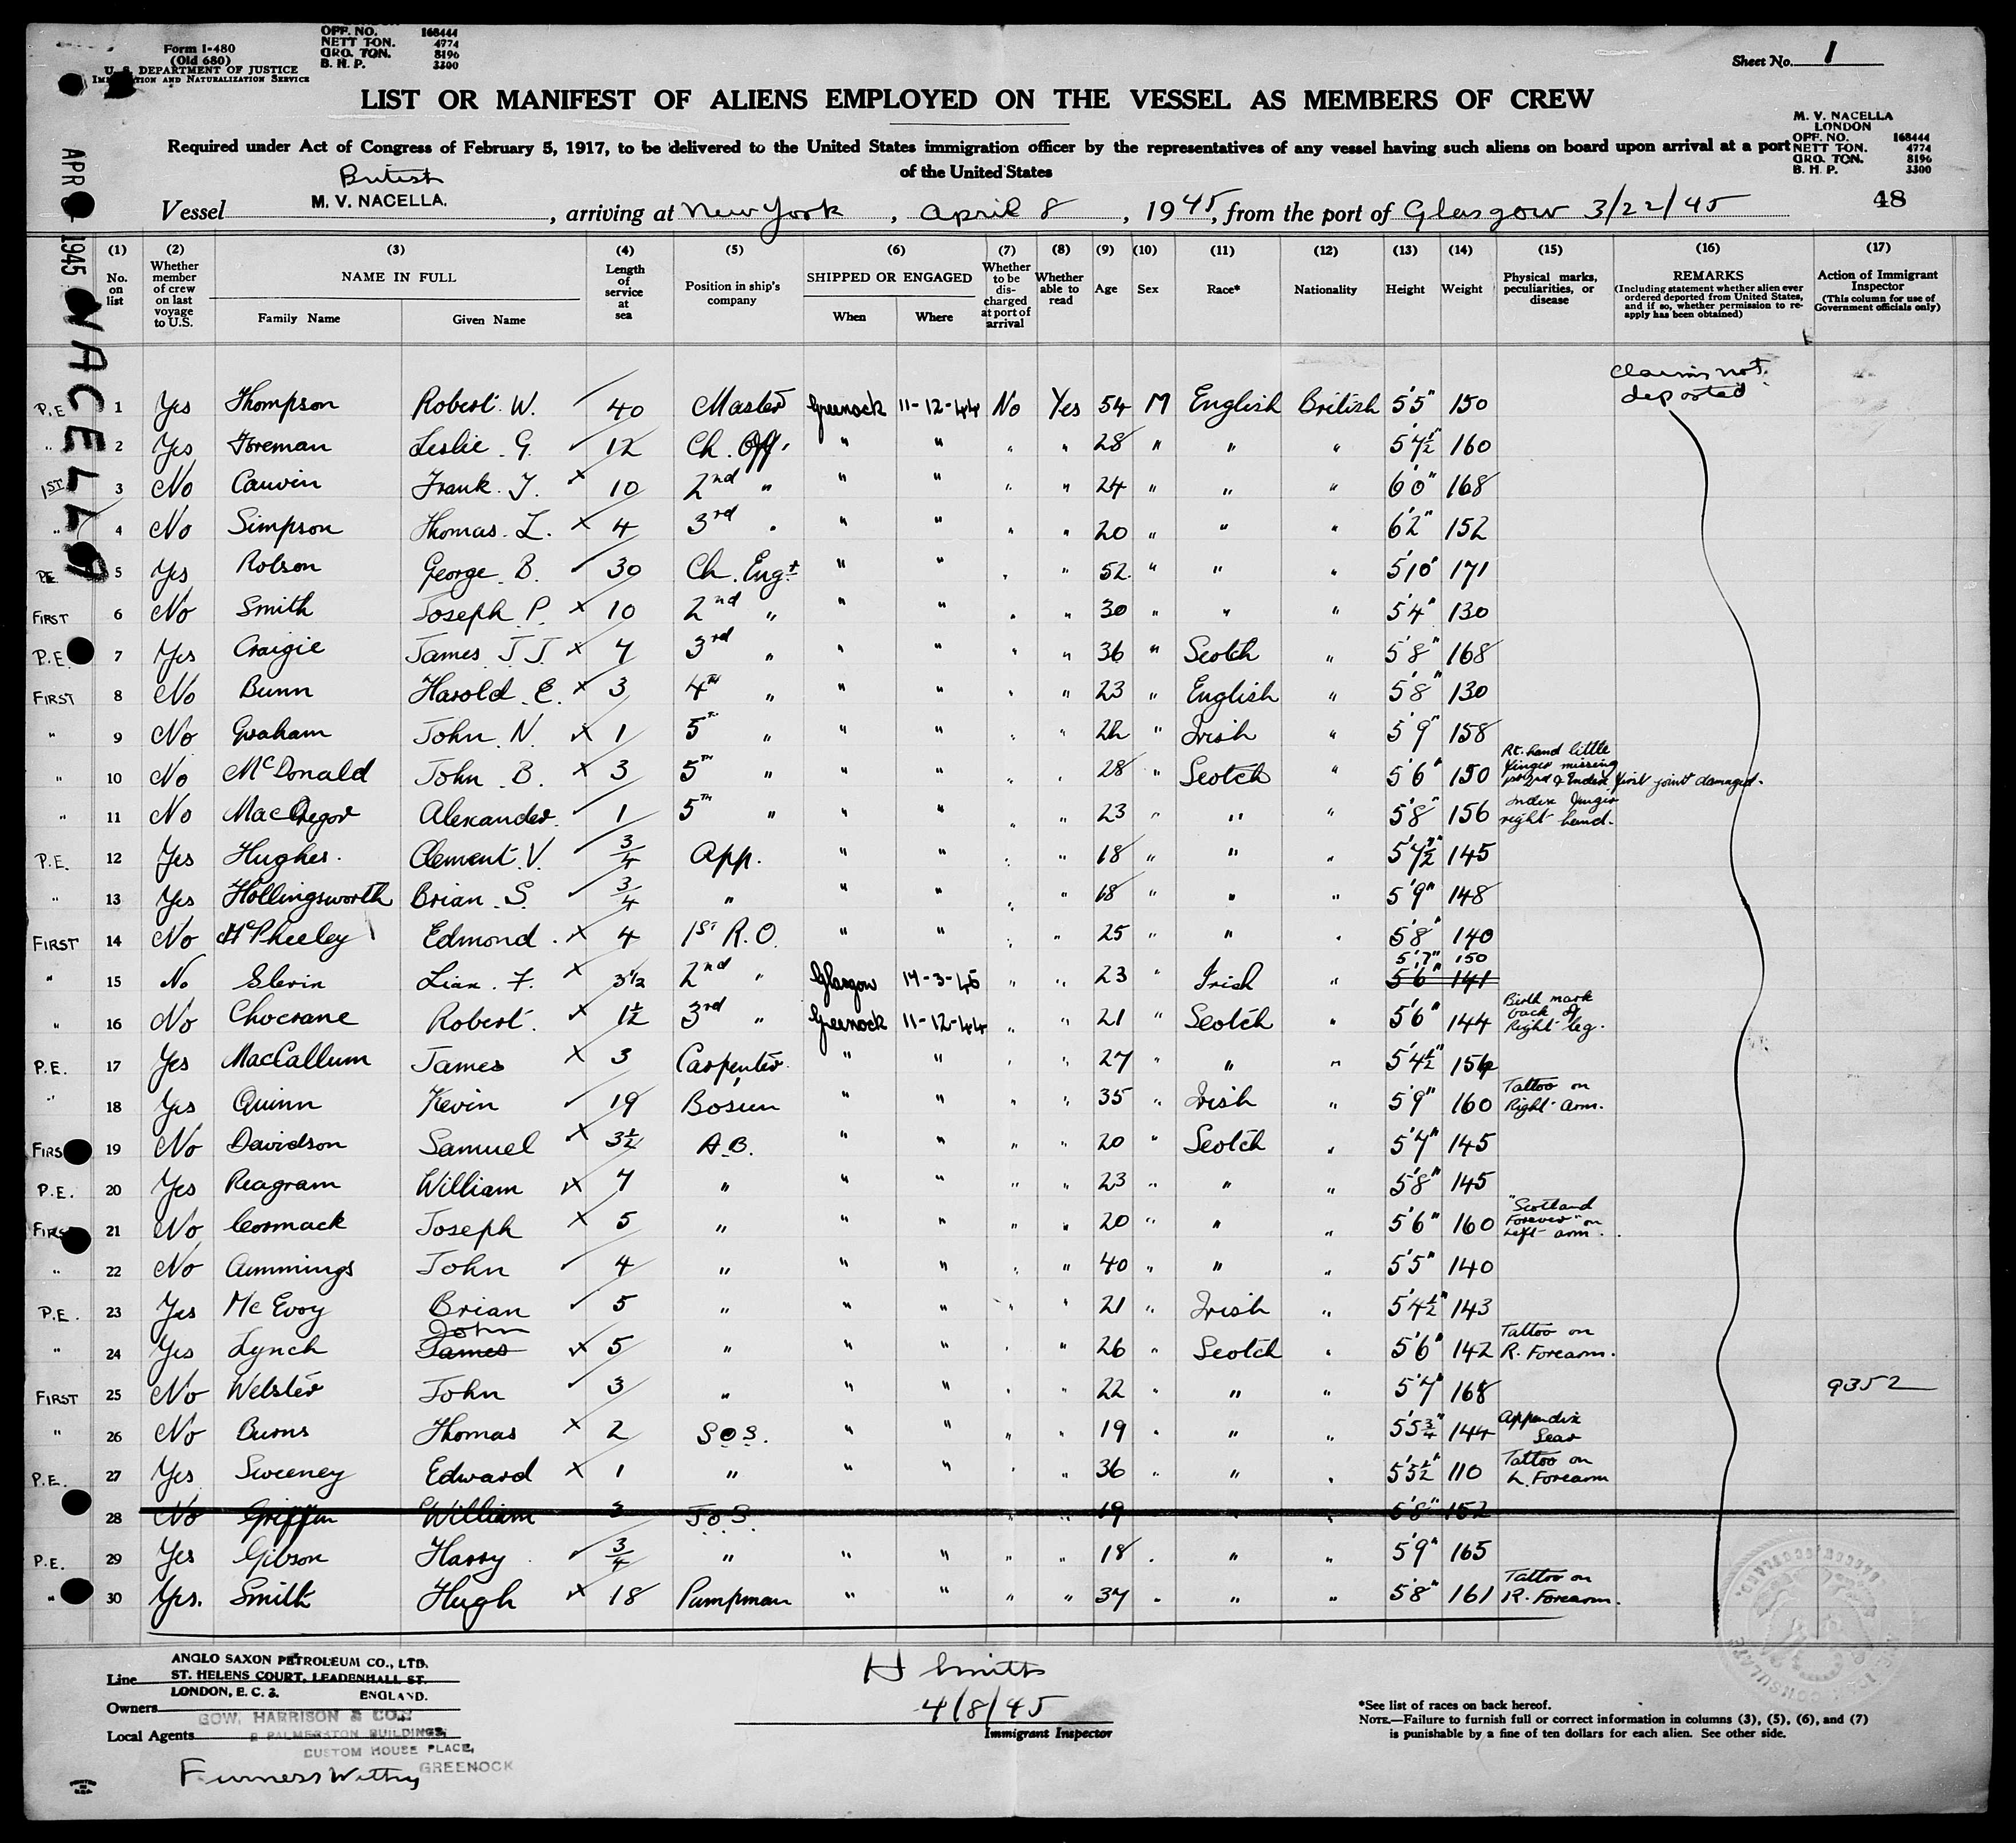 OFF. NO. 168444
NETT TON. 4774
GRO. TON. 8196
B. H. P. 3300
Form I-480
(Old 680)
U. S. DEPARTMENT OF JUSTICE
IMMIGRATION AND NATURALIZATION SERVICE
Sheet No. 1
LIST OR MANIFEST OF ALIENS EMPLOYED ON THE VESSEL AS MEMBERS OF CREW
M. V. NACELLA
LONDON
OFF. NO. 168444
NETT TON. 4774
GRO. TON. 8196
B. H. P. 3300
Required under Act of Congress of February 5, 1917, to be delivered to the United States immigration officer by the representatives of any vessel having such aliens on board upon arrival at a port
of the United States
APR 1945
NACELLA
48
British
Vessel M. V. NACELLA. , arriving at New York , April 8 , 1945, from the port of Glasgow 3/22/45
(1) (2) (3) (4) (5) (6) (7) (8) (9) (10) (11) (12) (13) (14) (15) (16) (17)
No. on list
Whether member of crew on last voyage to U.S.
NAME IN FULL
Family Name Given Name
Length of service at sea
Position in ship's company
SHIPPED OR ENGAGED
When Where
Whether to be discharged at port of arrival
Whether able to read
Age Sex Race* Nationality Height Weight
Physical marks, peculiarities, or disease
REMARKS
(Including statement whether alien ever ordered deported from United States, and if so, whether permission to reapply has been obtained)
Action of Immigrant Inspector
(This column for use of Government officials only)
claims not
deported
P.E 1 Yes Thompson Robert W. 40 Master Greenock 11-12-44 No Yes 54 M English British 5'5" 150
" 2 Yes Foreman Leslie G. 12 Ch. Off. " " " " 28 " " " 5'7½" 160
1ST 3 No Cauvin Frank. T. x 10 2nd " " " " " 24 " " " 6'0" 168
" 4 No Simpson Thomas. L. x 4 3rd " " " " " 20 " " " 6'2" 152
PE 5 Yes Robson George. B. 30 Ch. Engr " " " " 52 " " " 5'10" 171
FIRST 6 No Smith Joseph P. x 10 2nd " " " " " 30 " " " 5'4" 130
P.E. 7 Yes Craigie James J J. x 7 3rd " " " " " 36 " Scotch " 5'8" 168
FIRST 8 No Bunn Harold. E. x 3 4TH " " " " " 23 " English " 5'8" 130
" 9 No Graham John. N. x 1 5TH " " " " " 22 " Irish " 5'9" 158
" 10 No McDonald John. B. x 3 5TH " " " " " 28 " Scotch " 5'6" 150 Rt. hand little finger missing 2nd & Index first joint damaged.
" 11 No MacGregor Alexander. 1 5TH " " " " " 23 " " " 5'8" 156 Index finger right hand.
P.E. 12 Yes Hughes. Clement. V. 3/4 App. " " " " 18 " " " 5'7½" 145
" 13 Yes Hollingsworth Brian. S. 3/4 " " " " " 18 " " " 5'9" 148
FIRST 14 No McPheeley Edmond. x 4 1ST R.O. " " " " 25 " " " 5'8" 140
5'7" 150
" 15 No Slevin Liam. F. x 3½ 2nd " Glasgow 14-3-45 " " 23 " Irish " 5'6" 141
" 16 No Chocrane Robert. x 1½ 3rd " Greenock 11-12-44 " " 21 " Scotch " 5'6" 144 Birth mark back of Right leg.
P.E. 17 Yes MacCallum James x 3 Carpenter " " " " 27 " " " 5'4½" 154
" 18 Yes Quinn Kevin 19 Bosun " " " " 35 " Irish " 5'9" 160 Tattoo on Right Arm.
FIRS 19 No Davidson Samuel x 3½ A.B. " " " " 20 " Scotch " 5'7" 145
P.E. 20 Yes Reagram William x 7 " " " " " 23 " " " 5'8" 145
FIRST 21 No Cormack Joseph x 5 " " " " " 20 " " " 5'6" 160 "Scotland Forever" on Left arm.
" 22 No Cummings John 4 " " " " " 40 " " " 5'5" 140
P.E. 23 Yes McEvoy Brian 5 " " " " " 21 " Irish " 5'4½" 143
John
" 24 Yes Lynch James x 5 " " " " " 26 " Scotch " 5'6" 142 Tattoo on R. Forearm.
FIRST 25 No Webster John 3 " " " " " 22 " " " 5'7" 168 9352
" 26 No Burns Thomas x 2 S.O.S. " " " " 19 " " " 5'5¾" 144 Appendix Scar
P.E. 27 Yes Sweeney Edward x 1 " " " " " 36 " " " 5'5½" 110 Tattoo on L. Forearm
28 No Griffin William J.O.S. " " 19 " " 5'8" 152
P.E. 29 Yes Gibson Harry 3/4 " " " " " 18 " " " 5'9" 165
" 30 Yes. Smith Hugh x 18 Pumpman " " " " 37 " " " 5'8" 161 Tattoo on R. Forearm.
Line ANGLO SAXON PETROLEUM CO., LTD.
ST. HELENS COURT, LEADENHALL ST.
LONDON, E.C. 3. ENGLAND.
Owners
GOW, HARRISON & CO.
Local Agents PALMERSTON BUILDINGS,
CUSTOM HOUSE PLACE,
GREENOCK
Furness Withy
H Smith
4/8/45
Immigrant Inspector
*See list of races on back hereof.
NOTE.—Failure to furnish full or correct information in columns (3), (5), (6), and (7)
is punishable by a fine of ten dollars for each alien. See other side.